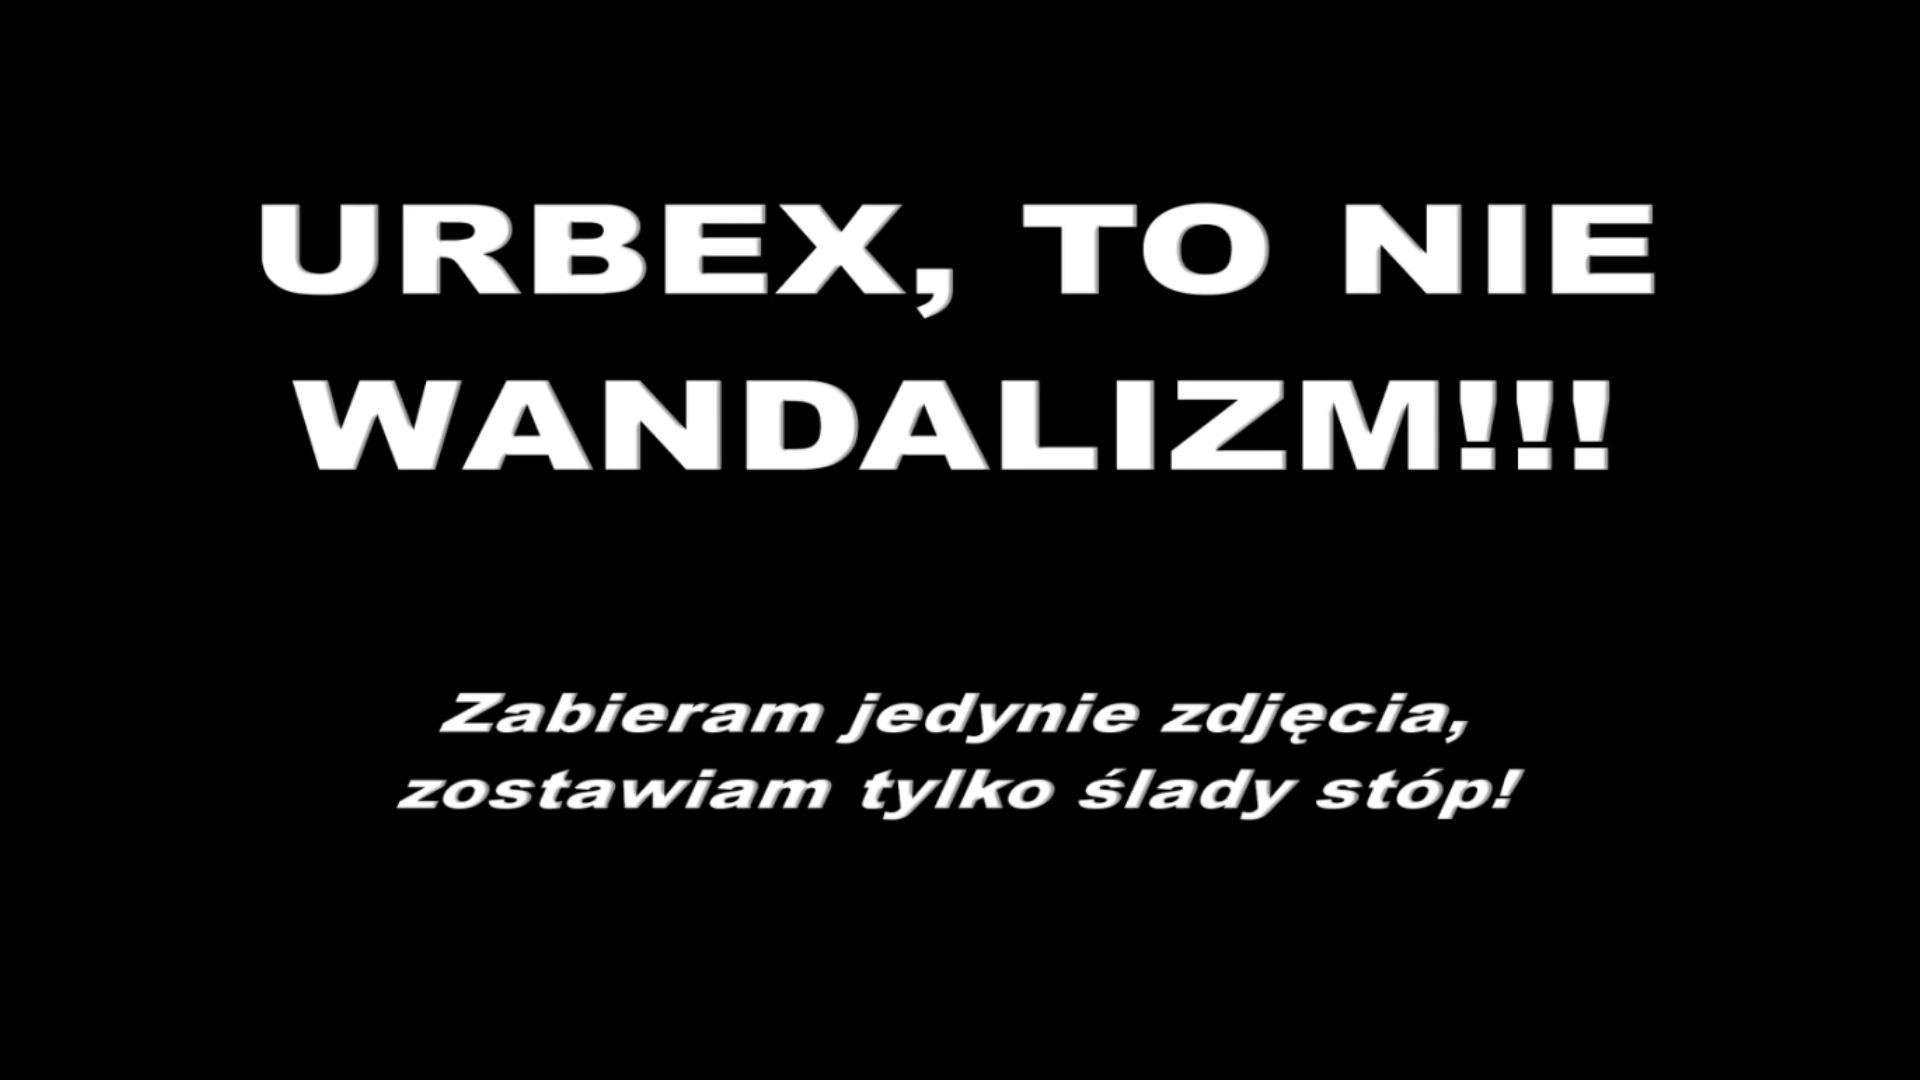 URBEX, TO NIE
WANDALIZM!!!
Zabieram jedynie zdjęcia,
zostawiam tylko ślady stóp!